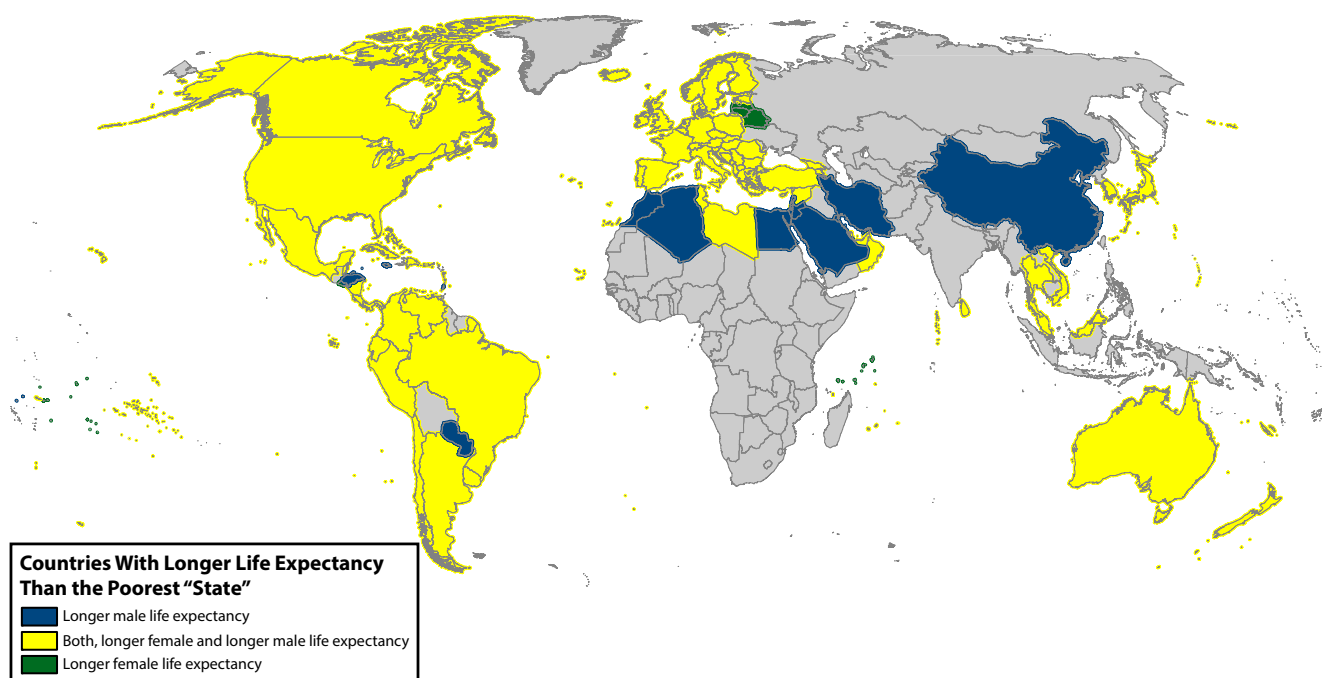 Countries With Longer Life Expectancy
Than the Poorest “State”
Longer male life expectancy
Both, longer female and longer male life expectancy
Longer female life expectancy